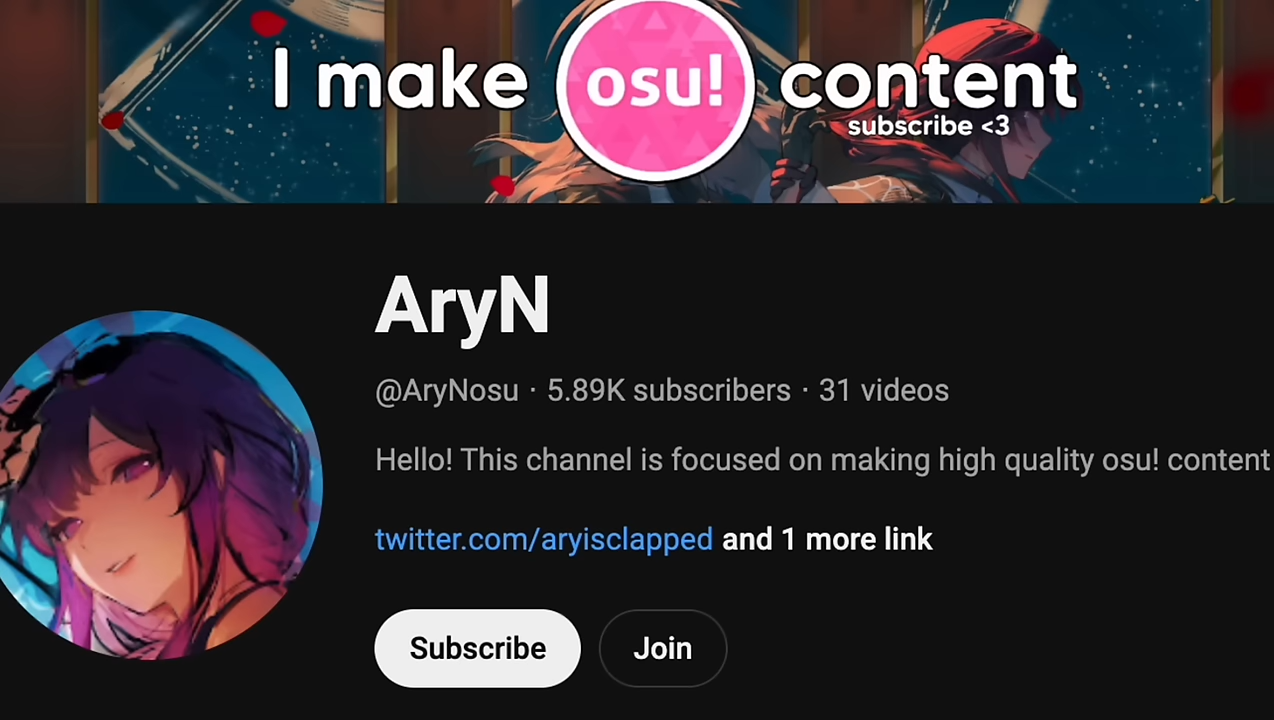 I make osu! content
subscribe <3
AryN
@AryNosu · 5.89K subscribers · 31 videos
Hello! This channel is focused on making high quality osu! content
twitter.com/aryisclapped and 1 more link
Subscribe Join